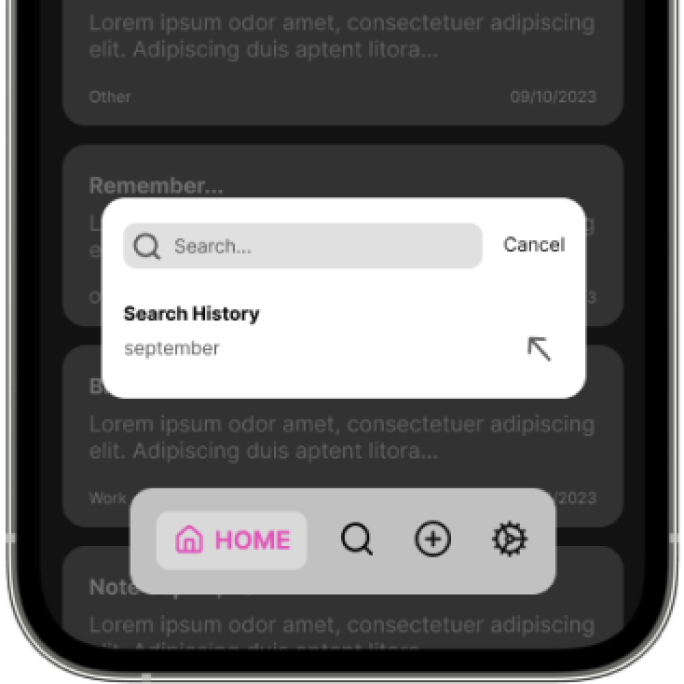 Lorem ipsum odor amet, consectetuer adipiscing
elit. Adipiscing duis aptent litora...
Other 09/10/2023
Remember...
Search... Cancel
Search History
september
Lorem ipsum odor amet, consectetuer adipiscing
elit. Adipiscing duis aptent litora...
Work /2023
HOME
Note
Lorem ipsum odor amet, consectetuer adipiscing